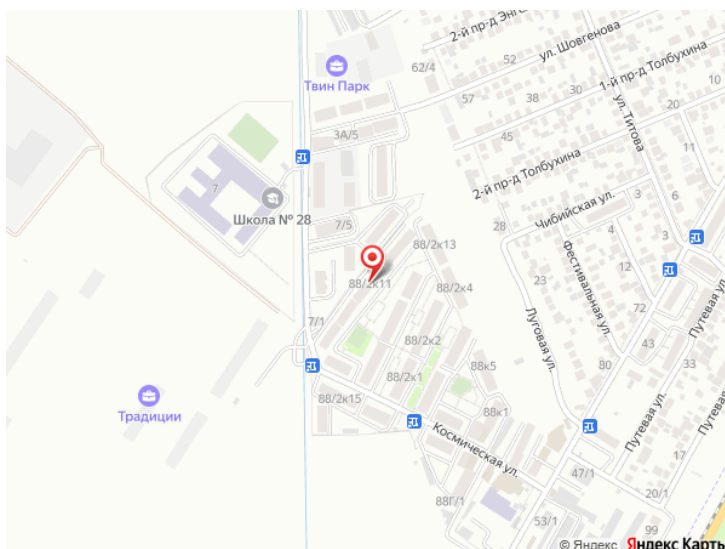 2-й пр-д Энг
52
ул. Шовгенова
62/4
Твин Парк
57
38
30
1-й пр-д Толбухина
20
ул. Титова
10
3А/5
45
2-й пр-д Толбухина
7
Школа № 28
7/5
28
Чибийская ул.
3
6
88/2к13
4
3
12
23
Фестивальная ул.
88/2к11
88/2к4
72
Путевая ул.
7/1
Луговая ул.
88/2к2
43
80
33
88/2к1
88к5
Традиции
88/2к15
88к1
Путевая ул.
Путевая
Космическая ул.
47/1
17
88Г/1
20/1
53/1
99
© Яндекс
Яндекс Карты